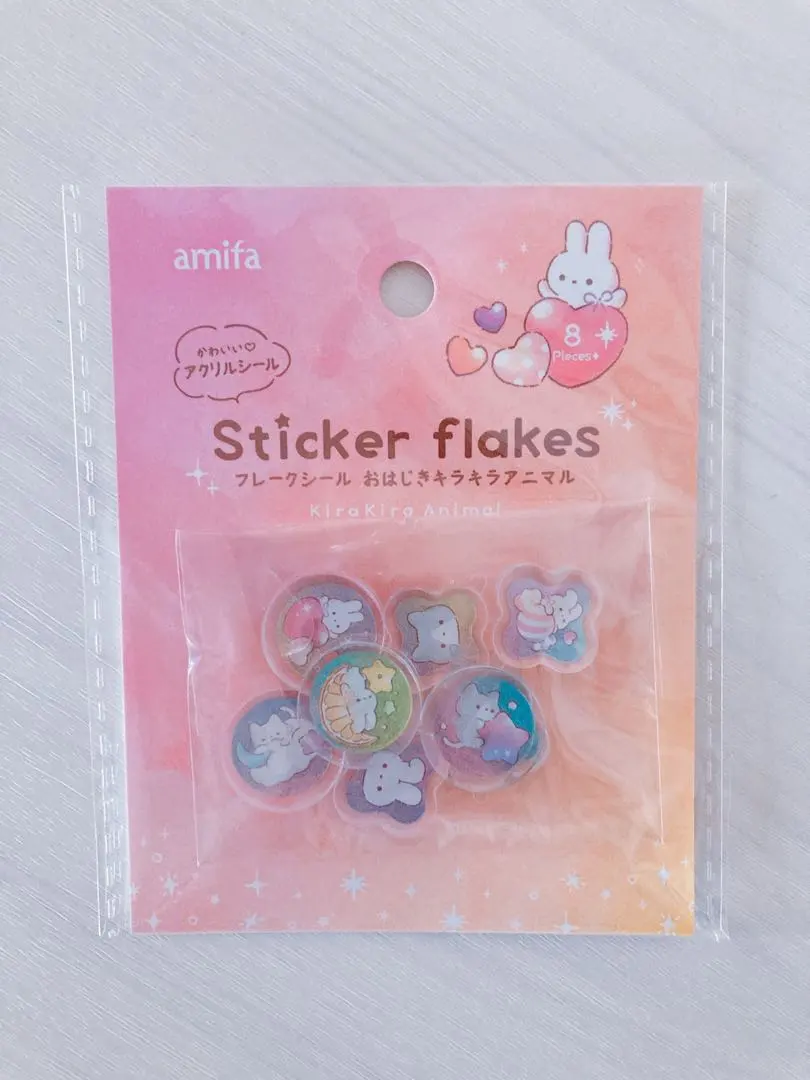 amifa
8
Pieces+
かわいい♡
アクリルシール
Sticker flakes
フレークシール おはじきキラキラアニマル
KiraKira Animal